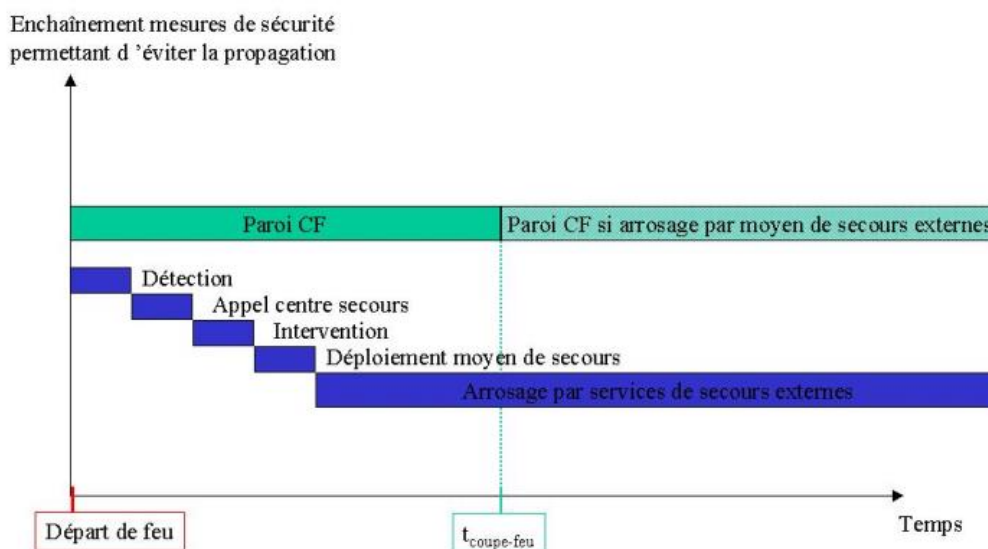 Enchaînement mesures de sécurité
permettant d 'éviter la propagation
Paroi CF
Paroi CF si arrosage par moyen de secours externes
Détection
Appel centre secours
Intervention
Déploiement moyen de secours
Arrosage par services de secours externes
Départ de feu
t coupe-feu
Temps